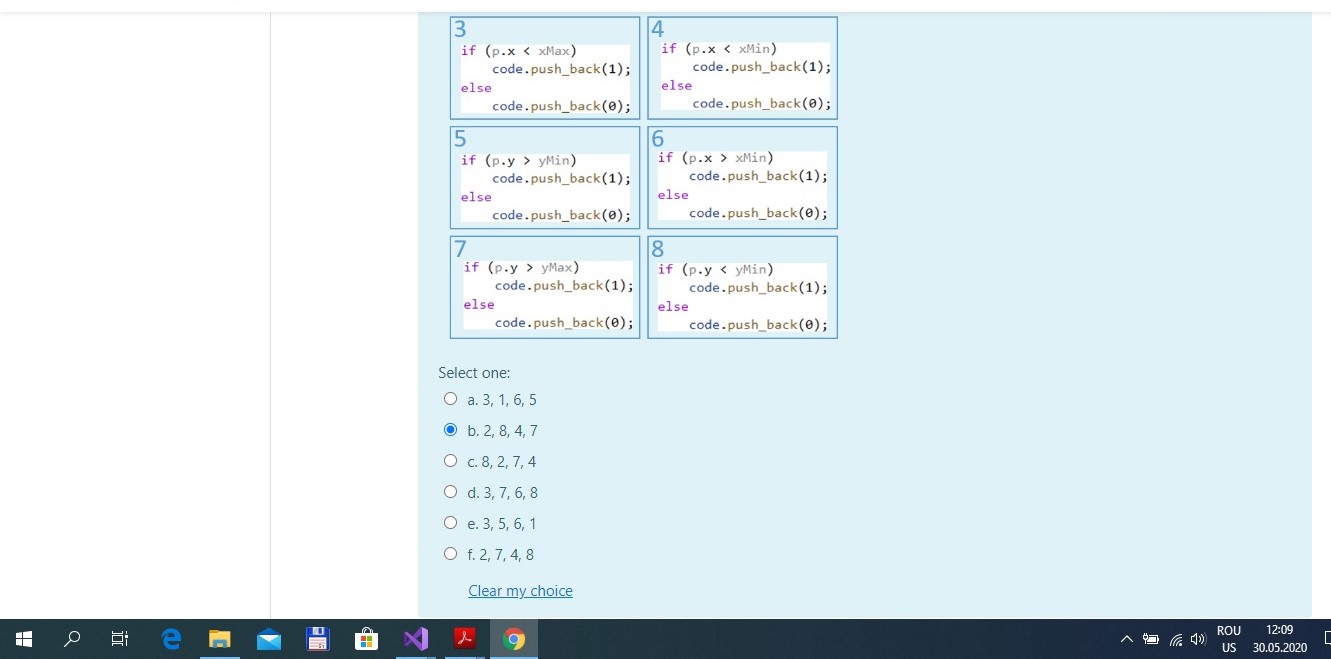 3
if (p.x < xMax)
code.push_back(1);
else
code.push_back(0);
4
if (p.x < xMin)
code.push_back(1);
else
code.push_back(0);
5
if (p.y > yMin)
code.push_back(1);
else
code.push_back(0);
6
if (p.x > xMin)
code.push_back(1);
else
code.push_back(0);
7
if (p.y > yMax)
code.push_back(1);
else
code.push_back(0);
8
if (p.y < yMin)
code.push_back(1);
else
code.push_back(0);
Select one:
a. 3, 1, 6, 5
b. 2, 8, 4, 7
c. 8, 2, 7, 4
d. 3, 7, 6, 8
e. 3, 5, 6, 1
f. 2, 7, 4, 8
Clear my choice
ROU 12:09
US 30.05.2020